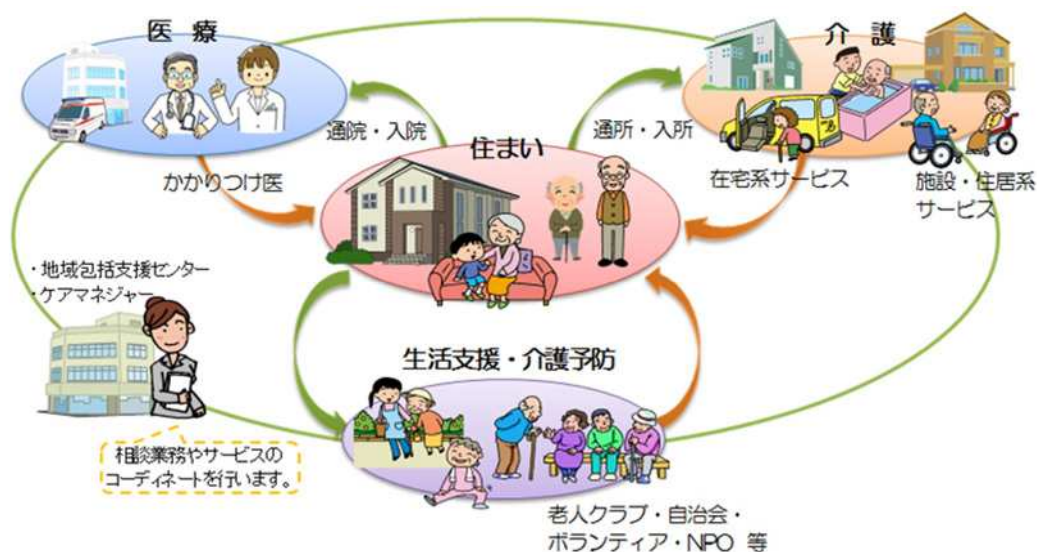 医 療
介 護
通院・入院
通所・入所
住まい
かかりつけ医
在宅系サービス
施設・住居系
サービス
・地域包括支援センター
・ケアマネジャー
生活支援・介護予防
相談業務やサービスの
コーディネートを行います。
老人クラブ・自治会・
ボランティア・NPO 等